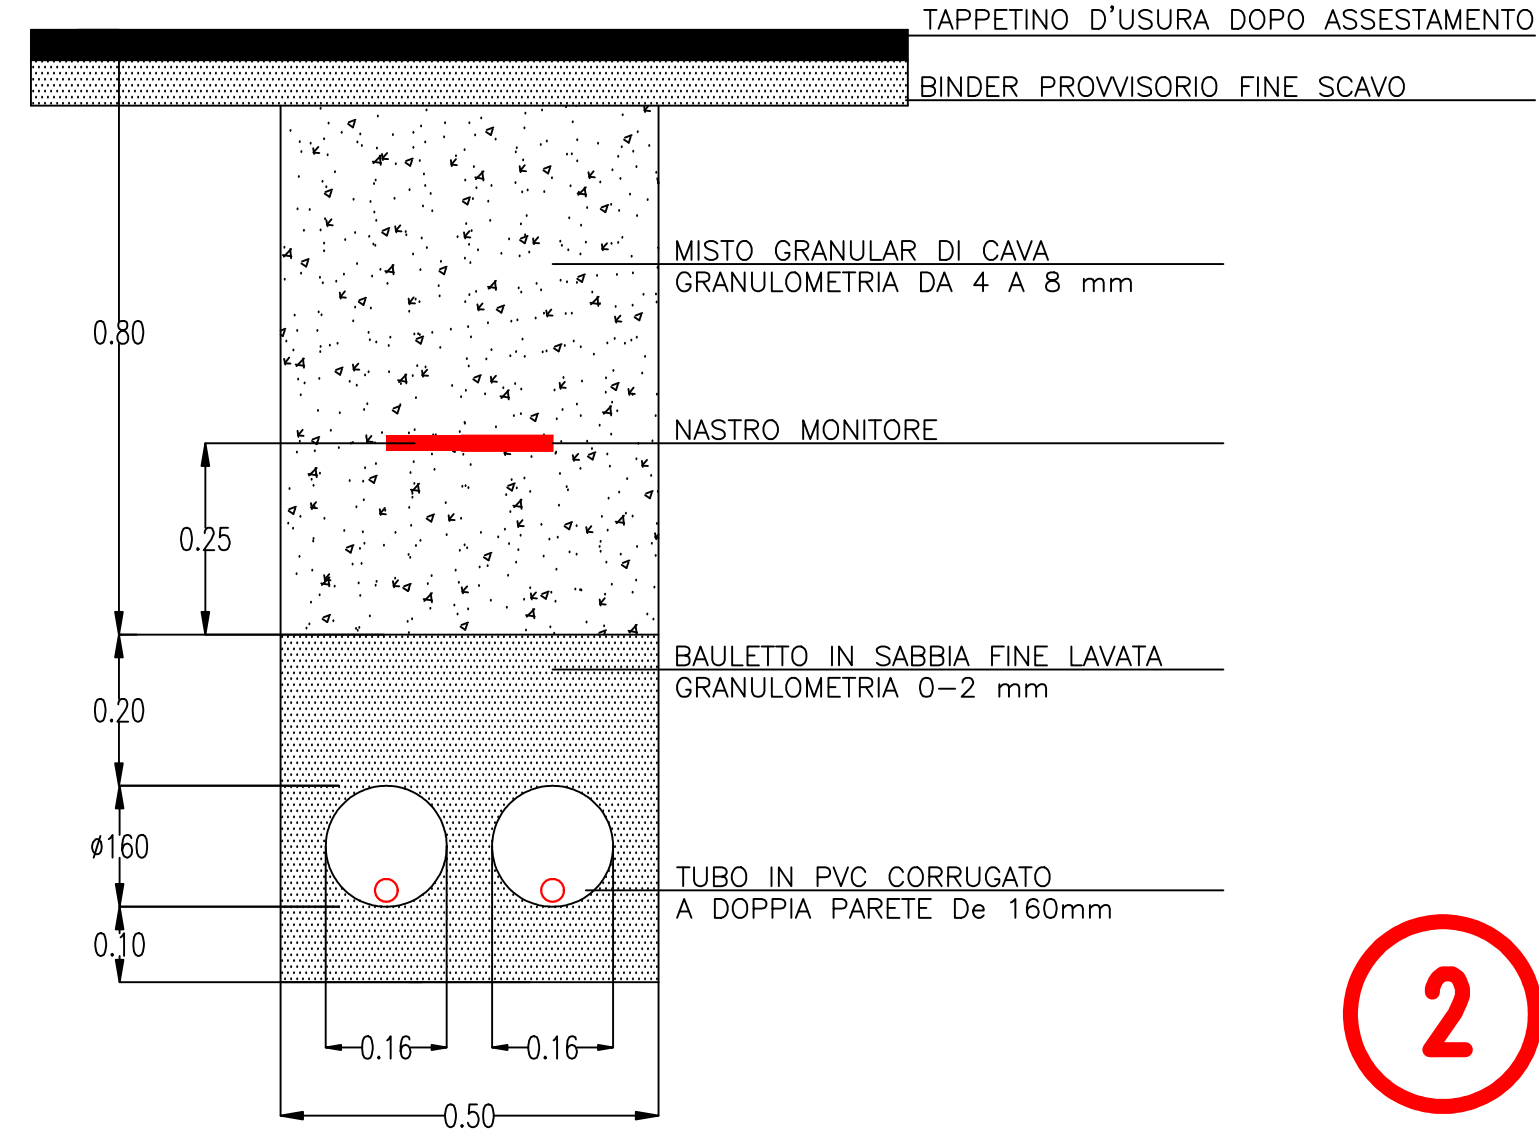 TAPPETINO D'USURA DOPO ASSESTAMENTO
BINDER PROVVISORIO FINE SCAVO
MISTO GRANULAR DI CAVA
GRANULOMETRIA DA 4 A 8 mm
0.80
NASTRO MONITORE
0.25
BAULETTO IN SABBIA FINE LAVATA
GRANULOMETRIA 0-2 mm
0.20
ø160
TUBO IN PVC CORRUGATO
A DOPPIA PARETE De 160mm
0.10
2
0.16 0.16
0.50